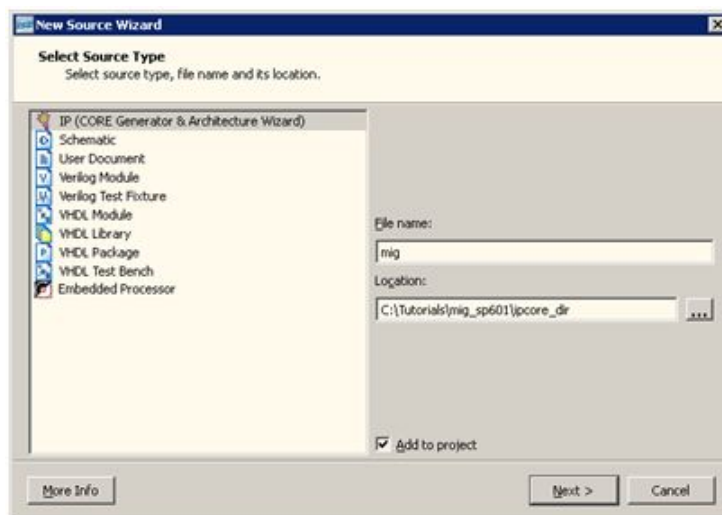 New Source Wizard
Select Source Type
Select source type, file name and its location.
IP (CORE Generator & Architecture Wizard)
Schematic
User Document
Verilog Module
Verilog Test Fixture
VHDL Module
VHDL Library
VHDL Package
VHDL Test Bench
Embedded Processor
File name:
mig
Location:
C:\Tutorials\mig_sp601\ipcore_dir
...
Add to project
More Info
Next >
Cancel